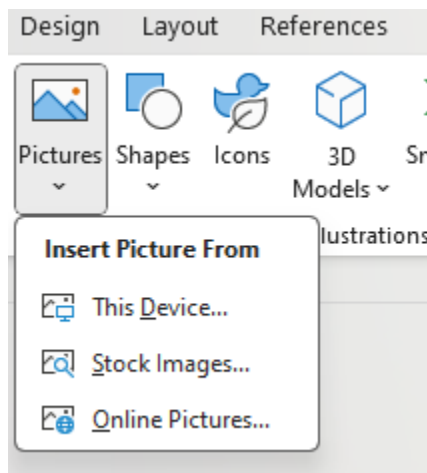 Design Layout References
Pictures Shapes Icons 3D
Models
Insert Picture From
This Device...
Stock Images...
Online Pictures...